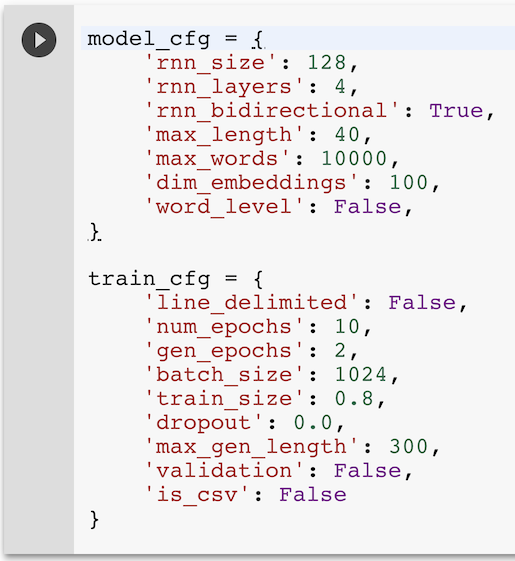 model_cfg = {
    'rnn_size': 128,
    'rnn_layers': 4,
    'rnn_bidirectional': True,
    'max_length': 40,
    'max_words': 10000,
    'dim_embeddings': 100,
    'word_level': False,
}

train_cfg = {
    'line_delimited': False,
    'num_epochs': 10,
    'gen_epochs': 2,
    'batch_size': 1024,
    'train_size': 0.8,
    'dropout': 0.0,
    'max_gen_length': 300,
    'validation': False,
    'is_csv': False
}